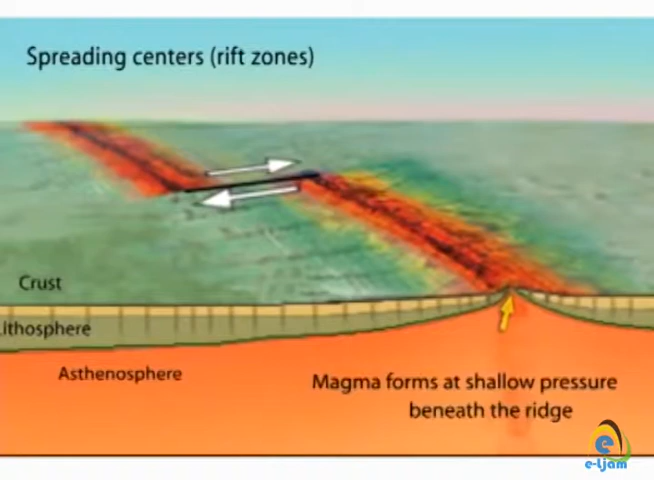 Spreading centers (rift zones)
Crust
Lithosphere
Asthenosphere
Magma forms at shallow pressure
beneath the ridge
e
e-Ljam